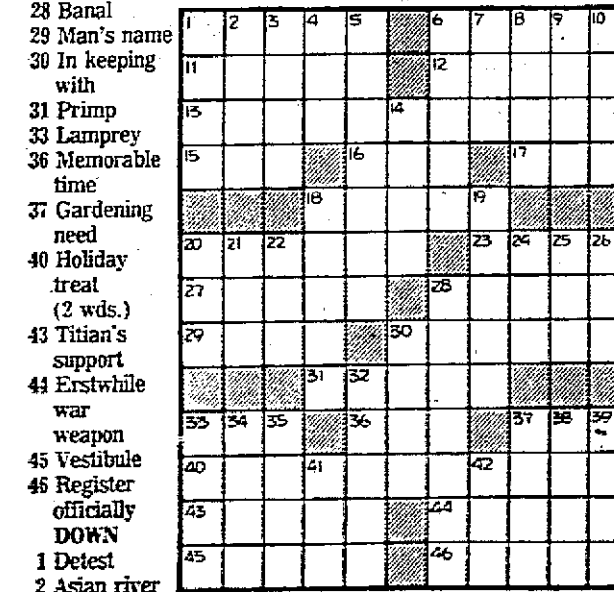 28 Banal
29 Man's name
30 In keeping
with
31 Primp
33 Lamprey
36 Memorable
time
37 Gardening
need
40 Holiday
treat
(2 wds.)
43 Titian's
support
44 Erstwhile
war
weapon
45 Vestibule
46 Register
officially
DOWN
1 Detest
2 Asian river
1 2 3 4 5 6 7 8 9 10
11 12
13 14
15 16 17
18 19
20 21 22 23 24 25 26
27 28
29 30
31 32
33 34 35 36 37 38 39
40 41 42
43 44
45 46